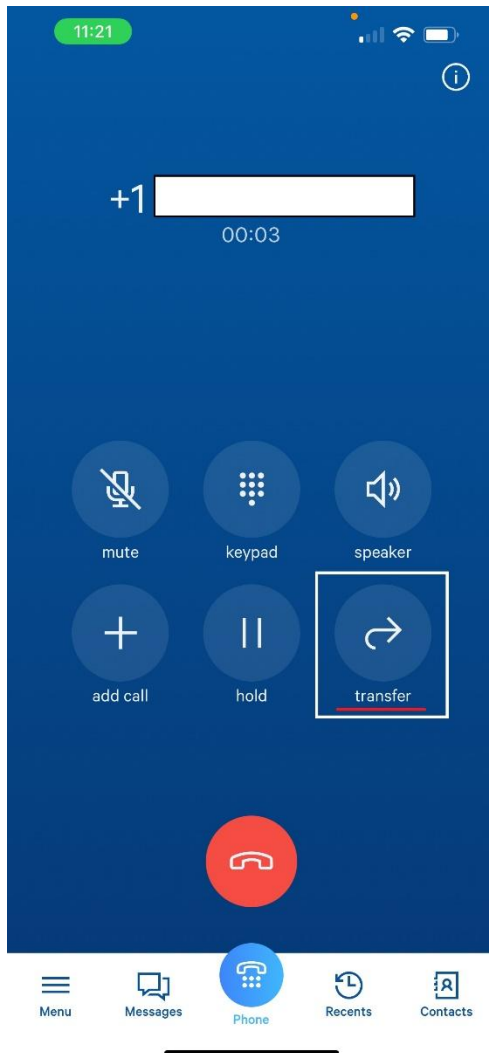 11:21
+1
00:03
mute keypad speaker
add call hold transfer
Menu Messages Phone Recents Contacts